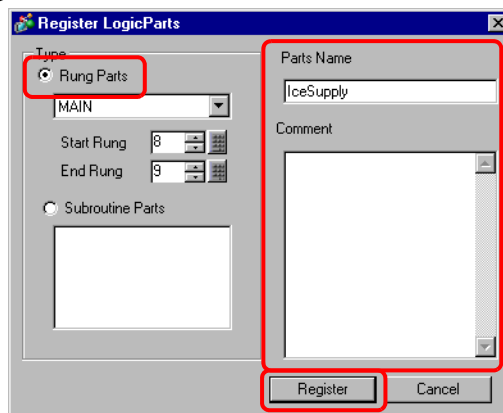 Register LogicParts
Type
Rung Parts
MAIN
Start Rung 8
End Rung 9
Subroutine Parts
Parts Name
IceSupply
Comment
Register Cancel